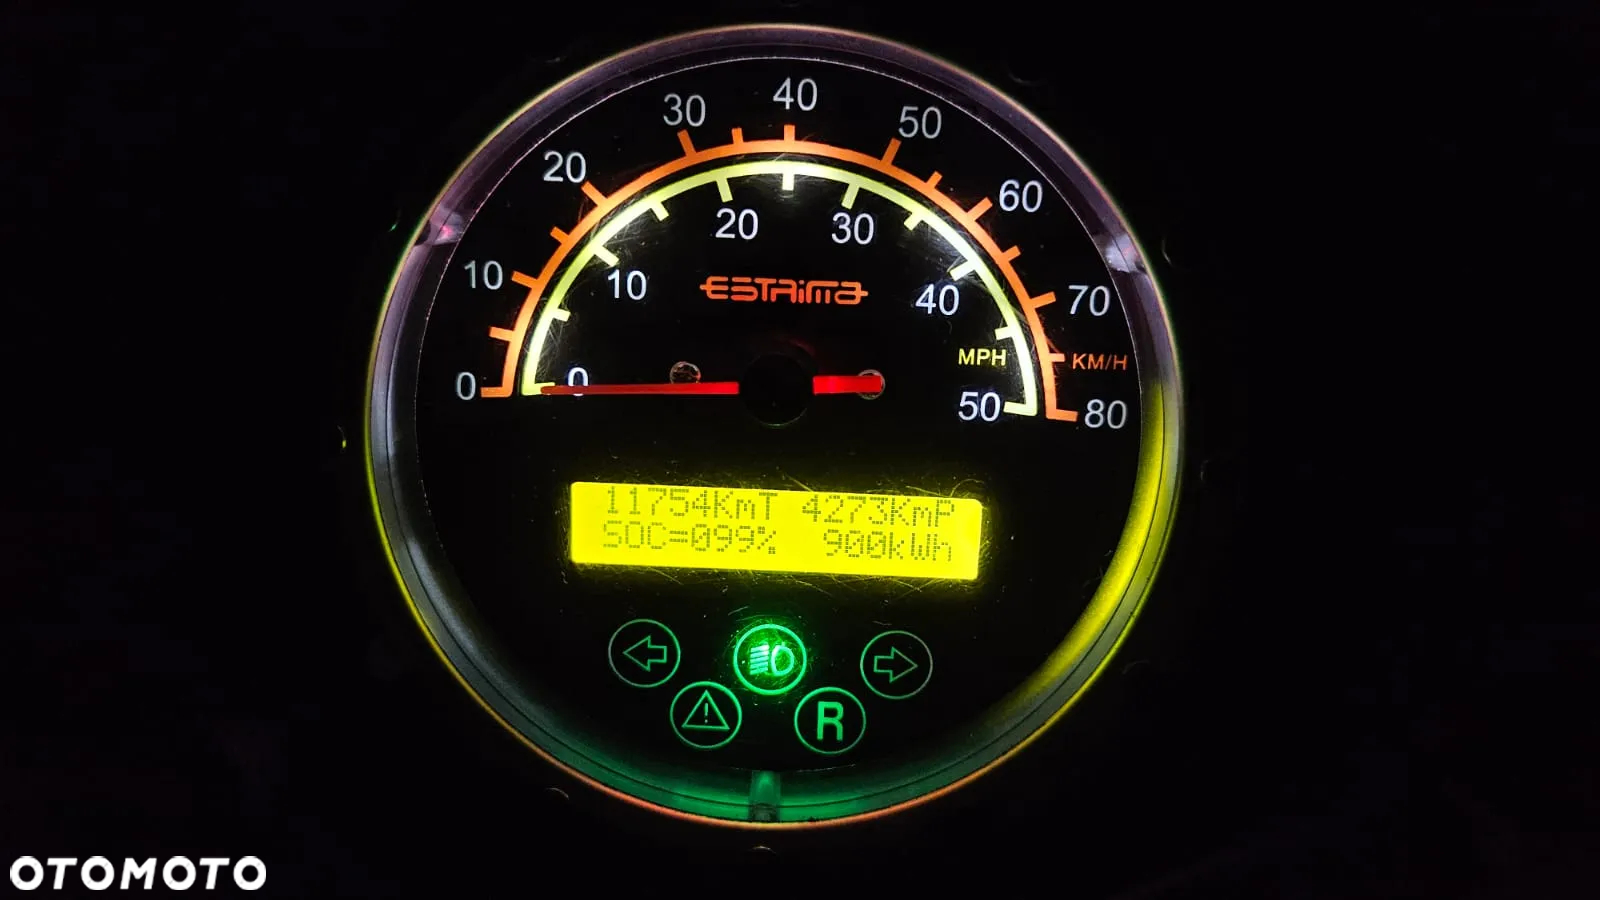 0 10 20 30 40 50 60 70 80
KM/H
0 10 20 30 40 50
MPH
ESTRIMA
11754KmT 4273KmP
SOC=099% 900kWh
R
OTOMOTO